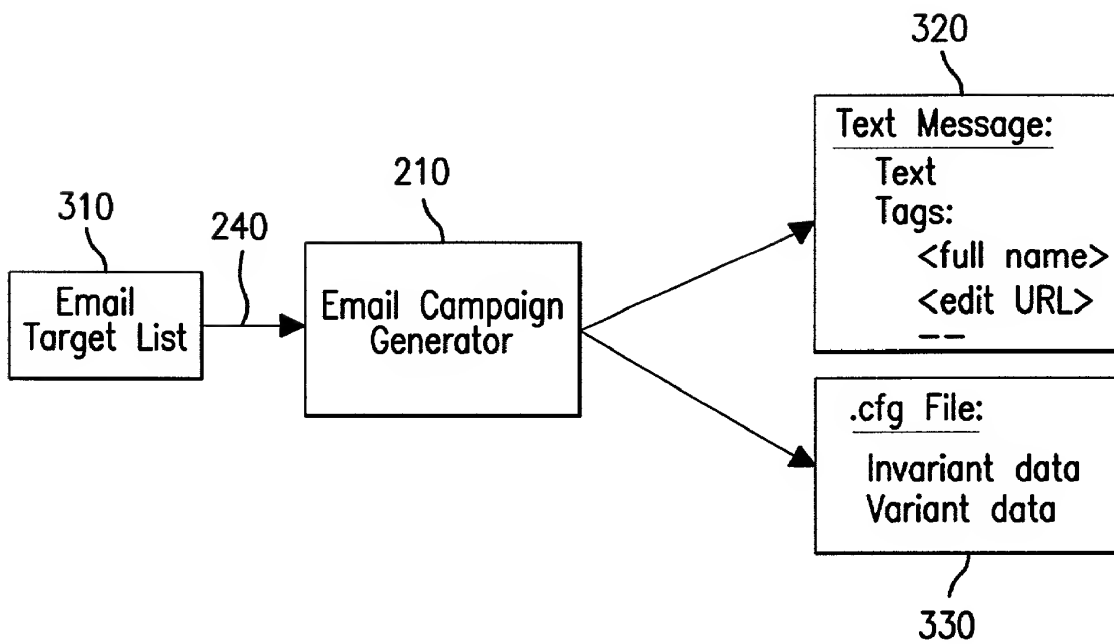 320
Text Message:
Text
Tags:
<full name>
<edit URL>
– –
310
240
210
Email
Target List
Email Campaign
Generator
.cfg File:
Invariant data
Variant data
330